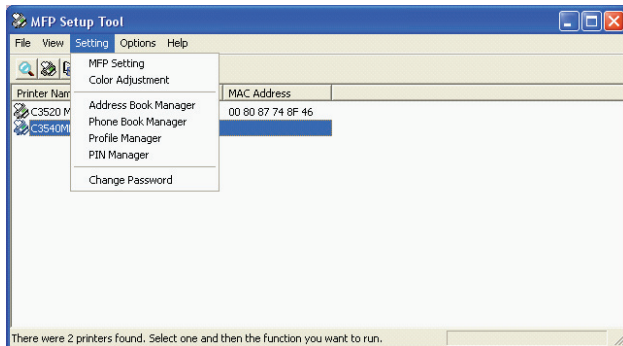 MFP Setup Tool
File View Setting Options Help
MFP Setting
Color Adjustment
Address Book Manager
Phone Book Manager
Profile Manager
PIN Manager
Change Password
Printer MAC Address
C3520 00 80 87 74 8F 46
There were 2 printers found. Select one and then the function you want to run.